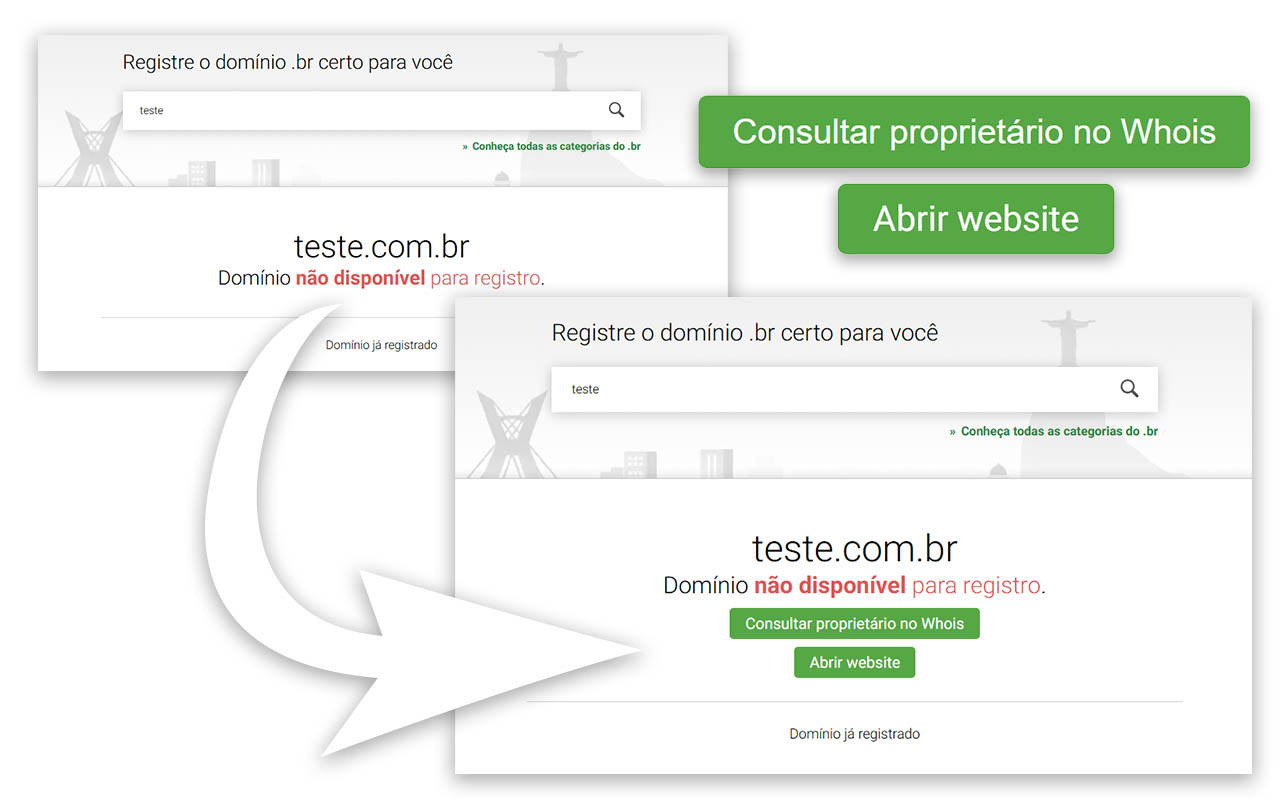 Registre o domínio .br certo para você
teste
» Conheça todas as categorias do .br
teste.com.br
Domínio não disponível para registro.
Domínio já registrado
Consultar proprietário no Whois
Abrir website
Registre o domínio .br certo para você
teste
» Conheça todas as categorias do .br
teste.com.br
Domínio não disponível para registro.
Consultar proprietário no Whois
Abrir website
Domínio já registrado